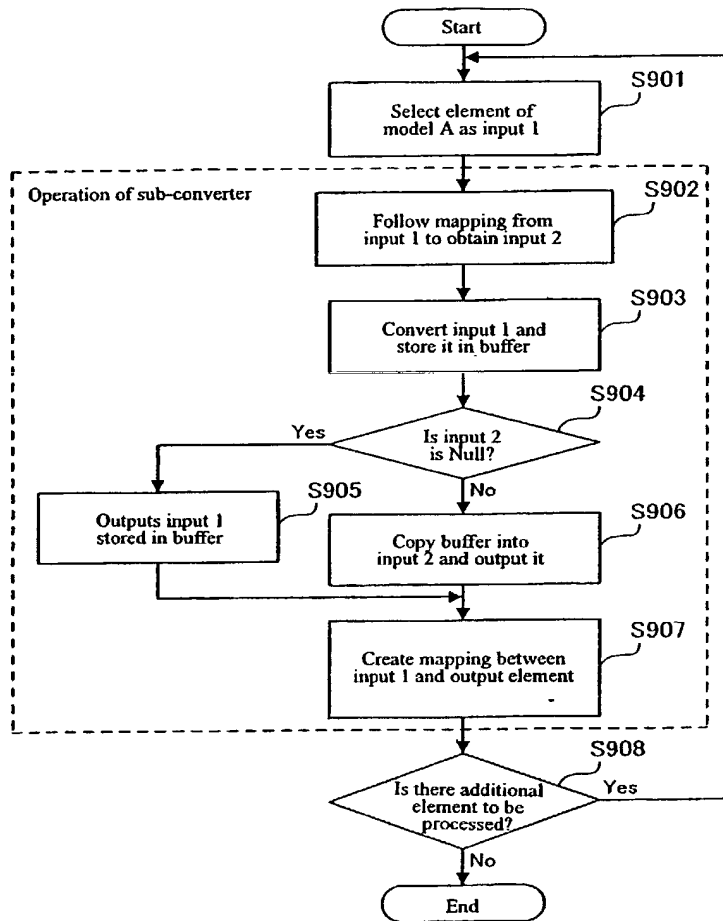 Start
S901
Select element of
model A as input 1
Operation of sub-converter
S902
Follow mapping from
input 1 to obtain input 2
S903
Convert input 1 and
store it in buffer
S904
Is input 2
is Null?
Yes
No
S905
Outputs input 1
stored in buffer
S906
Copy buffer into
input 2 and output it
S907
Create mapping between
input 1 and output element
S908
Is there additional
element to be
processed?
Yes
No
End